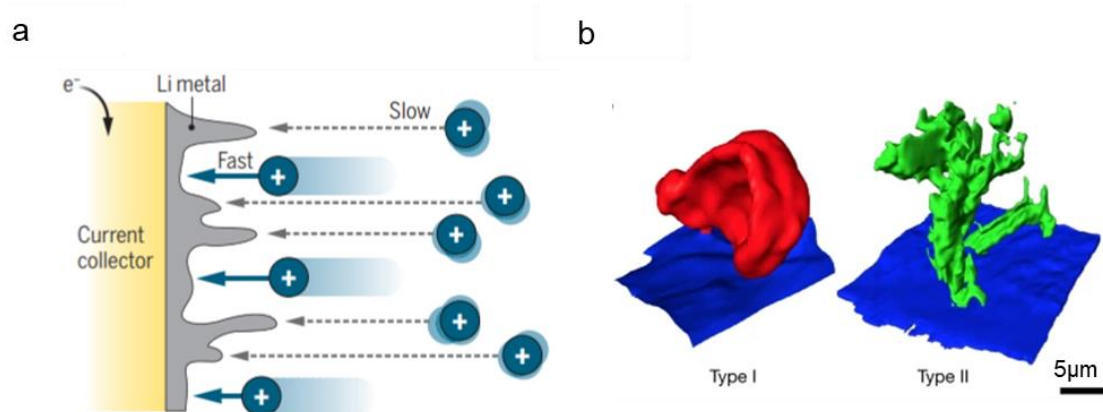 a
b
e-
Li metal
Slow
Fast
Current
collector
+
+
+
+
+
+
+
+
Type I
Type II
5μm